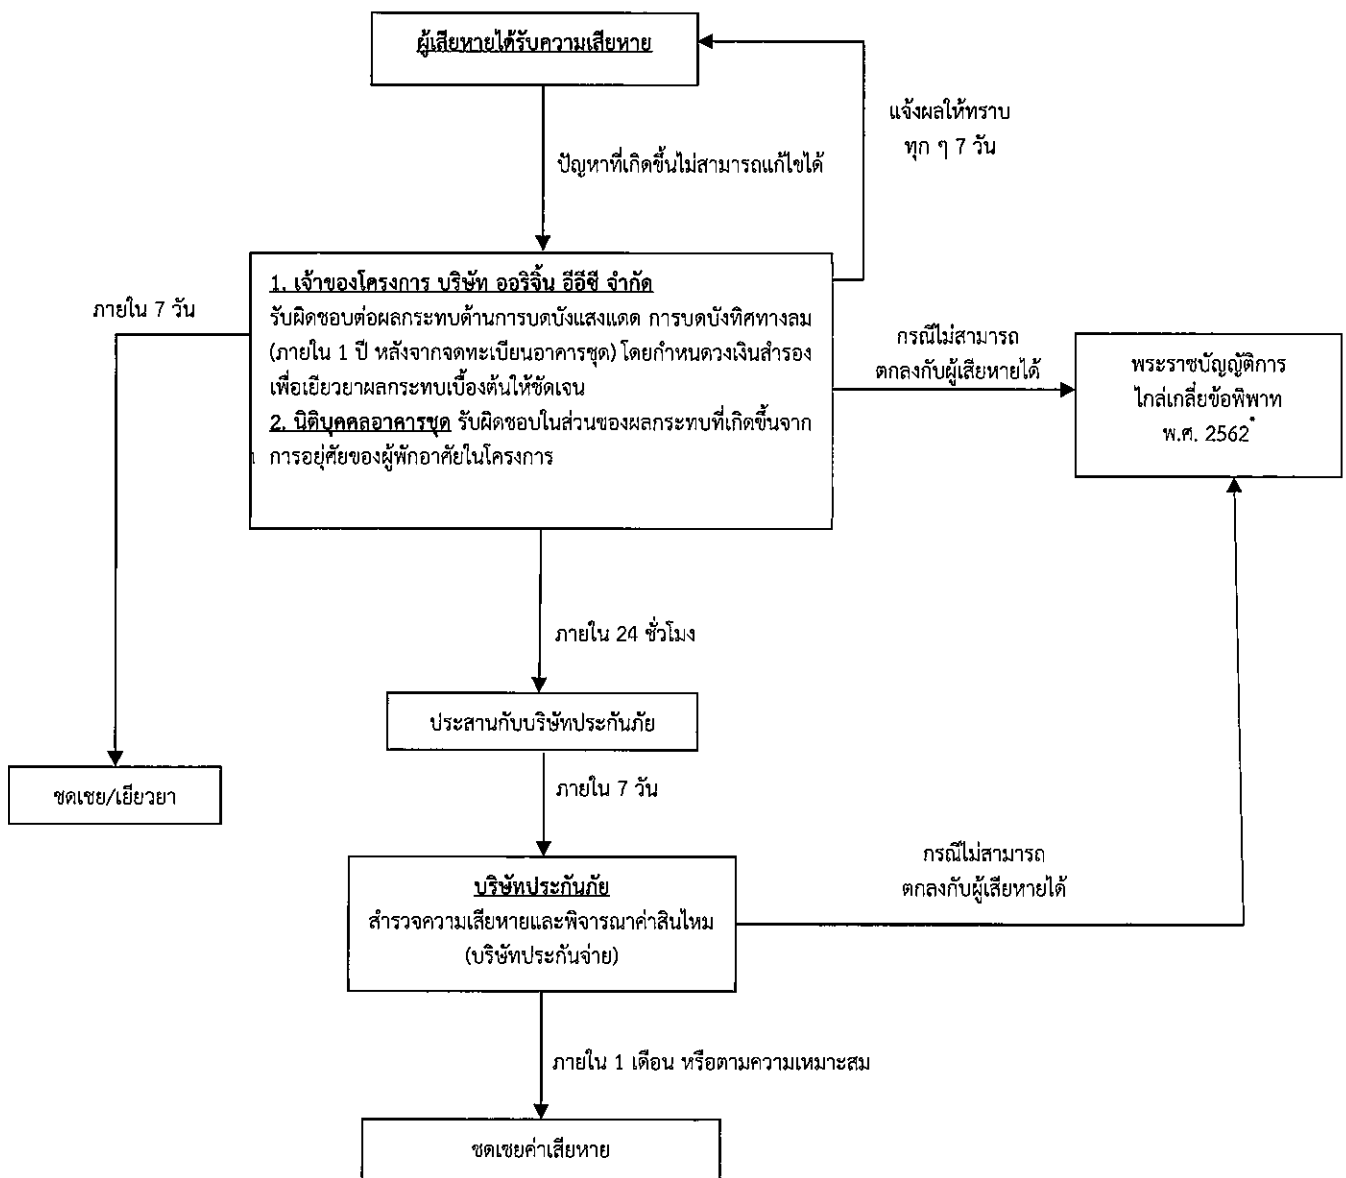 ผู้เสียหายได้รับความเสียหาย
แจ้งผลให้ทราบ
ทุก ๆ 7 วัน
ปัญหาที่เกิดขึ้นไม่สามารถแก้ไขได้
1. เจ้าของโครงการ บริษัท ออริจิ้น อีอีซี จำกัด
รับผิดชอบต่อผลกระทบด้านการบดบังแสงแดด การบดบังทิศทางลม
(ภายใน 1 ปี หลังจากจดทะเบียนอาคารชุด) โดยกำหนดวงเงินสำรอง
เพื่อเยียวยาผลกระทบเบื้องต้นให้ชัดเจน
2. นิติบุคคลอาคารชุด รับผิดชอบในส่วนของผลกระทบที่เกิดขึ้นจาก
การอยู่ศัยของผู้พักอาศัยในโครงการ
ภายใน 7 วัน
กรณีไม่สามารถ
ตกลงกับผู้เสียหายได้
พระราชบัญญัติการ
ไกล่เกลี่ยข้อพิพาท
พ.ศ. 2562*
ภายใน 24 ชั่วโมง
ประสานกับบริษัทประกันภัย
ชดเชย/เยียวยา
ภายใน 7 วัน
บริษัทประกันภัย
สำรวจความเสียหายและพิจารณาค่าสินไหม
(บริษัทประกันจ่าย)
กรณีไม่สามารถ
ตกลงกับผู้เสียหายได้
ภายใน 1 เดือน หรือตามความเหมาะสม
ชดเชยค่าเสียหาย